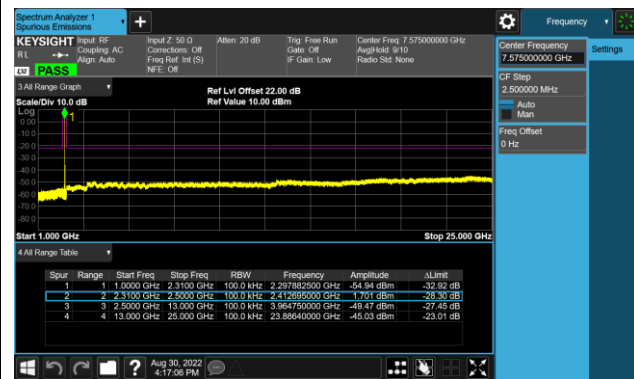 Spectrum Analyzer 1
Spurious Emissions
Frequency
KEYSIGHT
Input: RF
Coupling: AC
Align: Auto
Input Z: 50 Ω
Corrections: Off
Freq Ref: Int (S)
NFE: Off
Atten: 20 dB
Trig: Free Run
Gate: Off
IF Gain: Low
Center Freq: 7.575000000 GHz
Avg|Hold: 9/10
Radio Std: None
RL
LXI PASS
Center Frequency
7.575000000 GHz
Settings
CF Step
2.500000 MHz
Auto
Man
Freq Offset
0 Hz
3 All Range Graph
Ref Lvl Offset 22.00 dB
Scale/Div 10.0 dB
Ref Value 10.00 dBm
Log
1
0.00
-10.0
-20.0
-30.0
-40.0
-50.0
-60.0
-70.0
-80.0
Start 1.000 GHz
Stop 25.000 GHz
4 All Range Table
Spur Range Start Freq Stop Freq RBW Frequency Amplitude ΔLimit
1 1 1.0000 GHz 2.3100 GHz 100.0 kHz 2.297882500 GHz -54.94 dBm -32.92 dB
2 2 2.3100 GHz 2.5000 GHz 100.0 kHz 2.412695000 GHz 1.701 dBm -28.30 dB
3 3 2.5000 GHz 13.000 GHz 100.0 kHz 3.964750000 GHz -49.47 dBm -27.45 dB
4 4 13.000 GHz 25.000 GHz 100.0 kHz 23.88640000 GHz -45.03 dBm -23.01 dB
?
Aug 30, 2022
4:17:06 PM